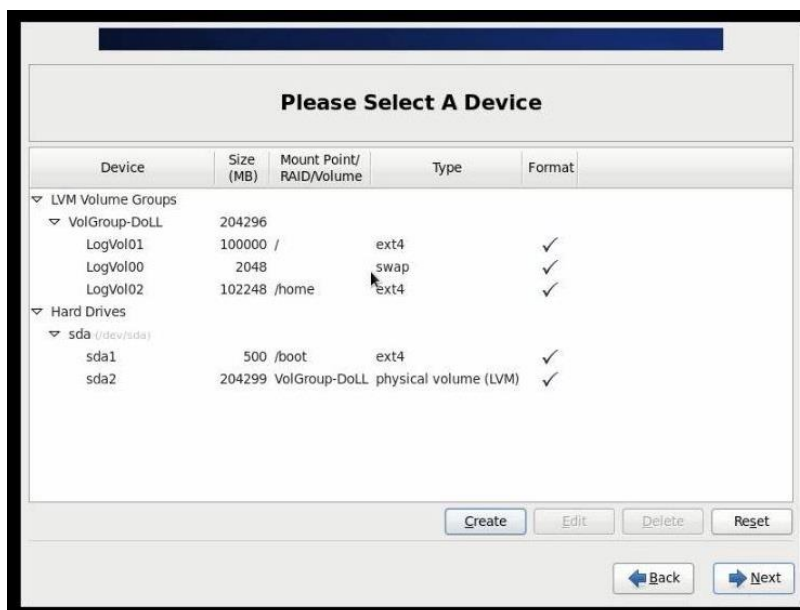 Please Select A Device
Device Size (MB) Mount Point/ RAID/Volume Type Format
LVM Volume Groups
VolGroup-DoLL 204296
LogVol01 100000 / ext4
LogVol00 2048 swap
LogVol02 102248 /home ext4
Hard Drives
sda (/dev/sda)
sda1 500 /boot ext4
sda2 204299 VolGroup-DoLL physical volume (LVM)
Create Edit Delete Reset
Back Next